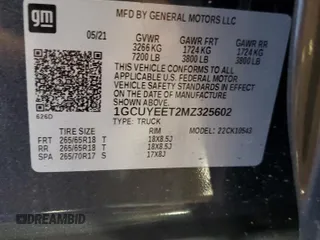 gm
MFD BY GENERAL MOTORS LLC
05/21 GVWR GAWR FRT GAWR RR
3266 KG 1724 KG 1724 KG
7200 LB 3800 LB 3800 LB
THIS VEHICLE CONFORMS TO ALL
APPLICABLE U.S. FEDERAL MOTOR VEHICLE
SAFETY STANDARDS IN EFFECT ON THE DATE
OF MANUFACTURE SHOWN ABOVE.
1GCUYEET2MZ325602
626D TYPE: TRUCK
TIRE SIZE RIM MODEL: Z2CK10543
FRT 265/65R18 T 18X8.5J
RR 265/65R18 T 18X8.5J
SPA 265/70R17 S 17X8J
DREAMBID